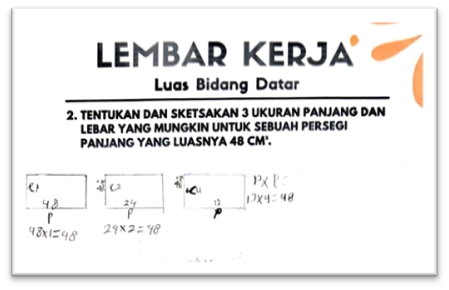 LEMBAR KERJA
Luas Bidang Datar
2. TENTUKAN DAN SKETSAKAN 3 UKURAN PANJANG DAN
LEBAR YANG MUNGKIN UNTUK SEBUAH PERSEGI
PANJANG YANG LUASNYA 48 CM².
l1
48
P
48x1=48
l2
24
P
24x2=48
l4
12
P
P x l =
12x4=48